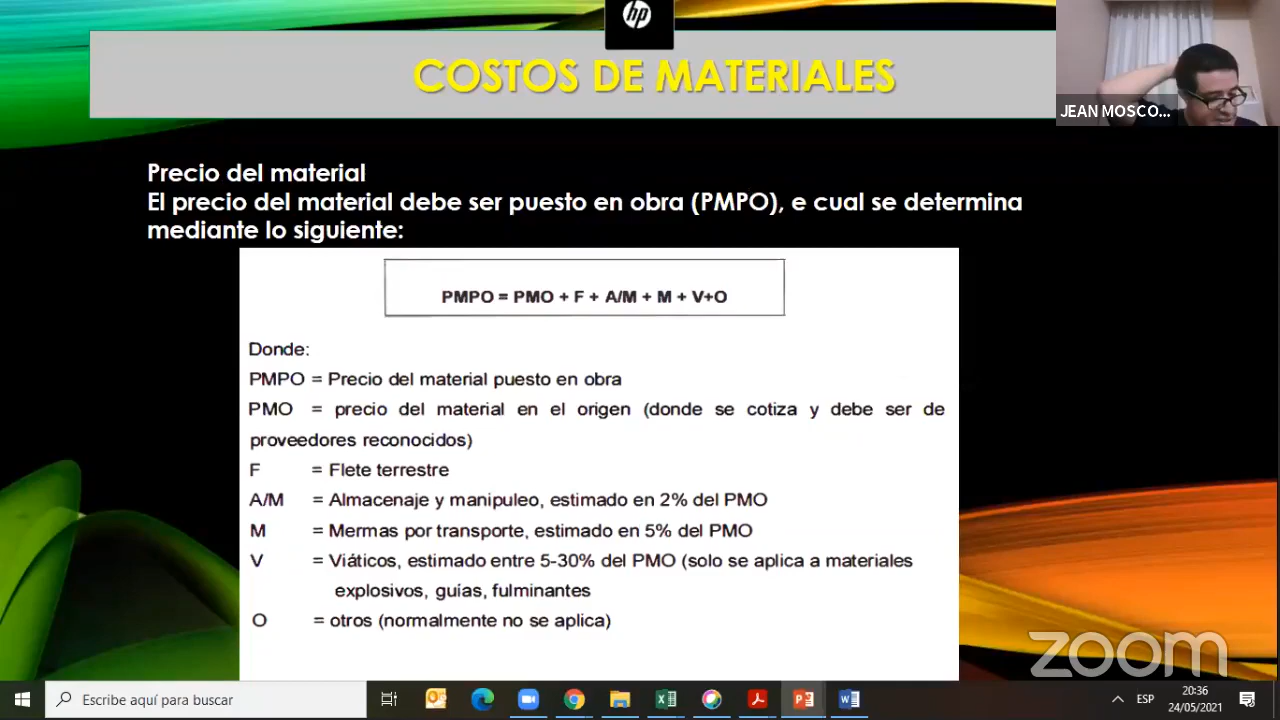 hp
COSTOS DE MATERIALES
JEAN MOSCO...
Precio del material
El precio del material debe ser puesto en obra (PMPO), e cual se determina
mediante lo siguiente:
PMPO = PMO + F + A/M + M + V+O
Donde:
PMPO = Precio del material puesto en obra
PMO = precio del material en el origen (donde se cotiza y debe ser de
proveedores reconocidos)
F = Flete terrestre
A/M = Almacenaje y manipuleo, estimado en 2% del PMO
M = Mermas por transporte, estimado en 5% del PMO
V = Viáticos, estimado entre 5-30% del PMO (solo se aplica a materiales
explosivos, guías, fulminantes
O = otros (normalmente no se aplica)
zoom
Escribe aquí para buscar
ESP
20:36
24/05/2021